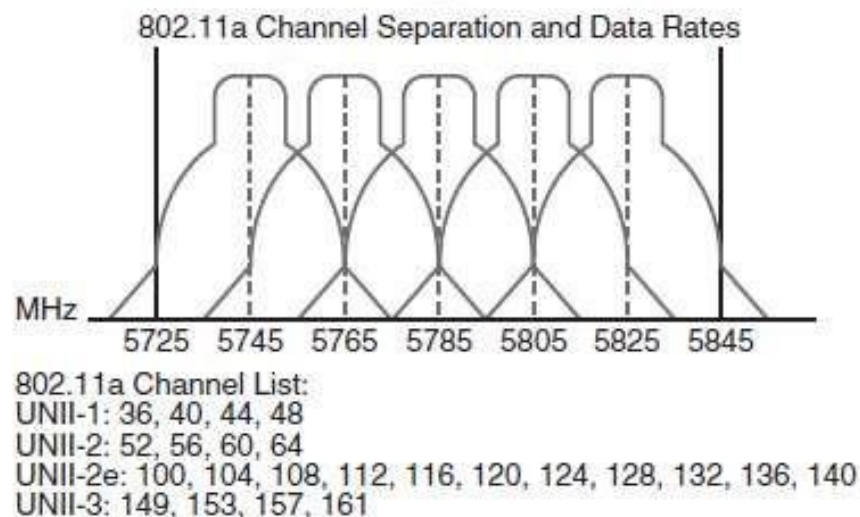 802.11a Channel Separation and Data Rates
MHz
5725 5745 5765 5785 5805 5825 5845
802.11a Channel List:
UNII-1: 36, 40, 44, 48
UNII-2: 52, 56, 60, 64
UNII-2e: 100, 104, 108, 112, 116, 120, 124, 128, 132, 136, 140
UNII-3: 149, 153, 157, 161